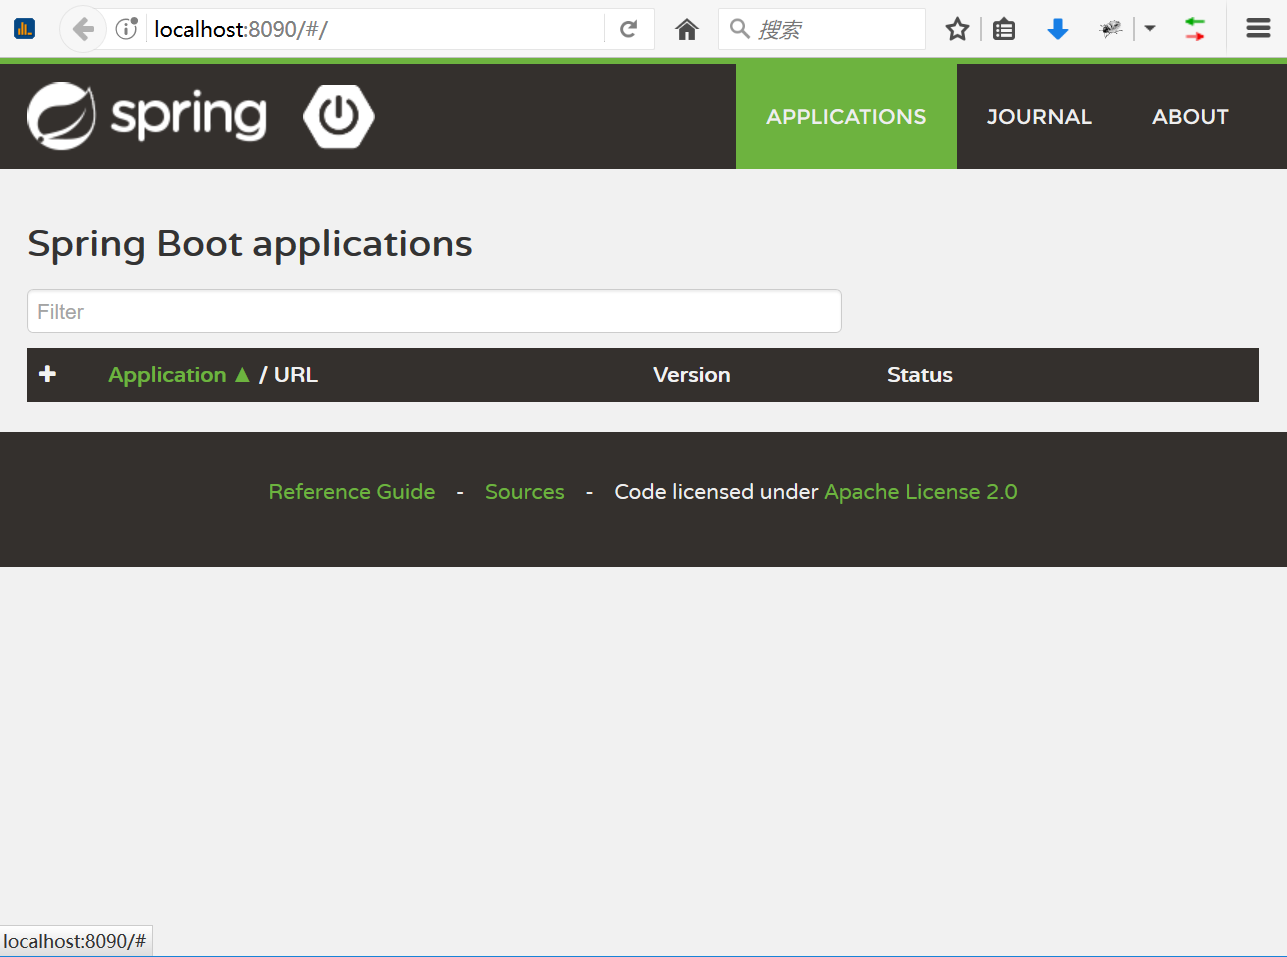 localhost:8090/#/
搜索
spring
APPLICATIONS
JOURNAL
ABOUT
Spring Boot applications
Filter
Application ▲ / URL
Version
Status
Reference Guide - Sources - Code licensed under Apache License 2.0
localhost:8090/#